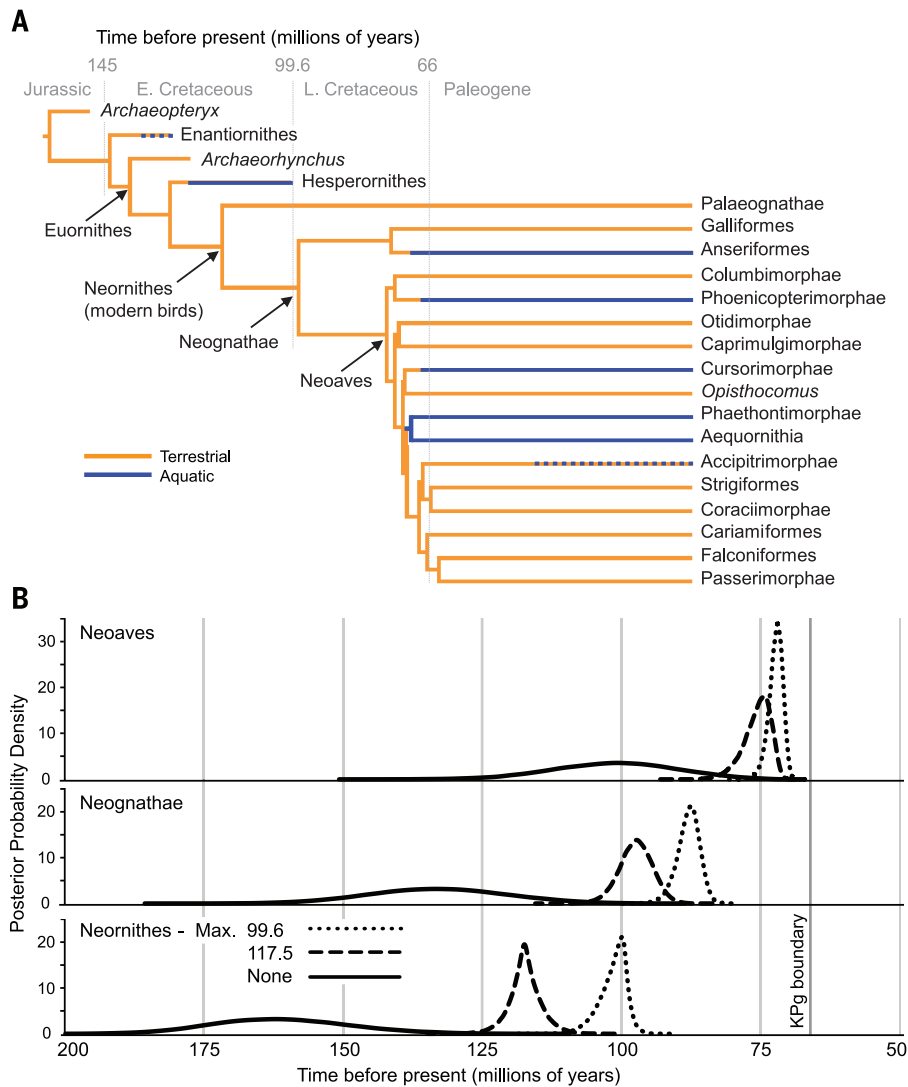 A
Time before present (millions of years)
145 99.6 66
Jurassic E. Cretaceous L. Cretaceous Paleogene
Archaeopteryx
Enantiornithes
Archaeorhynchus
Hesperornithes
Palaeognathae
Euornithes
Galliformes
Anseriformes
Neornithes
(modern birds)
Columbimorphae
Phoenicopterimorphae
Neognathae
Otidimorphae
Caprimulgimorphae
Neoaves
Cursorimorphae
Opisthocomus
Phaethontimorphae
Aequornithia
Terrestrial
Aquatic
Accipitrimorphae
Strigiformes
Coraciimorphae
Cariamiformes
Falconiformes
Passerimorphae
B
Neoaves
30
20
10
0
Posterior Probability Density
Neognathae
20
10
0
Neornithes - Max. 99.6
117.5
None
20
10
0
KPg boundary
200 175 150 125 100 75 50
Time before present (millions of years)